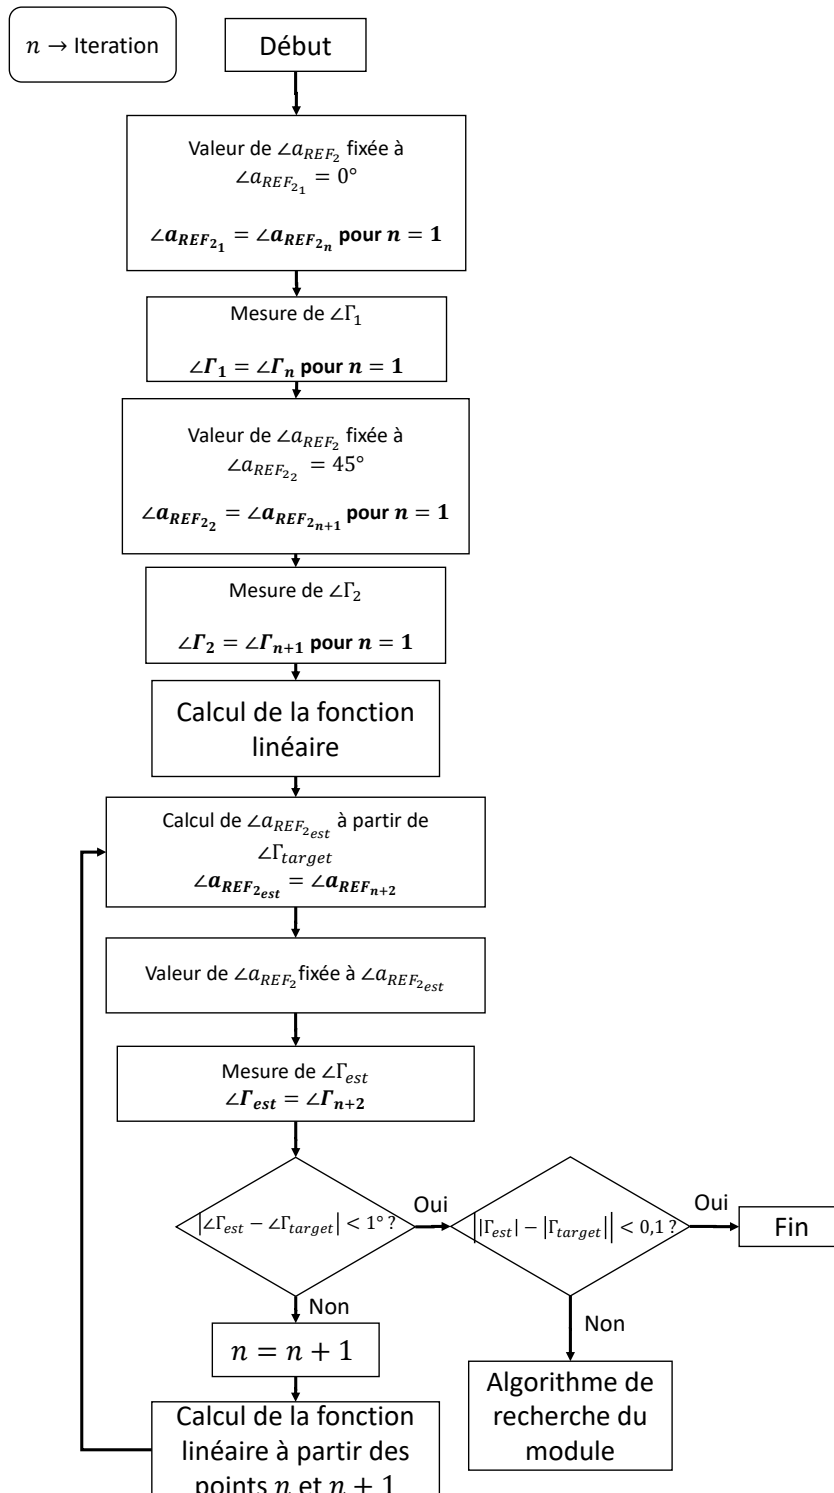 n → Iteration
Début
Valeur de ∠a_{REF_2} fixée à
∠a_{REF_{2_1}} = 0°
∠a_{REF_{2_1}} = ∠a_{REF_{2_n}} pour n = 1
Mesure de ∠Γ_1
∠Γ_1 = ∠Γ_n pour n = 1
Valeur de ∠a_{REF_2} fixée à
∠a_{REF_{2_2}} = 45°
∠a_{REF_{2_2}} = ∠a_{REF_{2_{n+1}}} pour n = 1
Mesure de ∠Γ_2
∠Γ_2 = ∠Γ_{n+1} pour n = 1
Calcul de la fonction
linéaire
Calcul de ∠a_{REF_{2_{est}}} à partir de
∠Γ_{target}
∠a_{REF_{2_{est}}} = ∠a_{REF_{n+2}}
Valeur de ∠a_{REF_2} fixée à ∠a_{REF_{2_{est}}}
Mesure de ∠Γ_{est}
∠Γ_{est} = ∠Γ_{n+2}
|∠Γ_{est} − ∠Γ_{target}| < 1° ?
Oui
||Γ_{est}| − |Γ_{target}|| < 0,1 ?
Oui
Fin
Non
n = n + 1
Non
Algorithme de
recherche du
module
Calcul de la fonction
linéaire à partir des
points n et n + 1